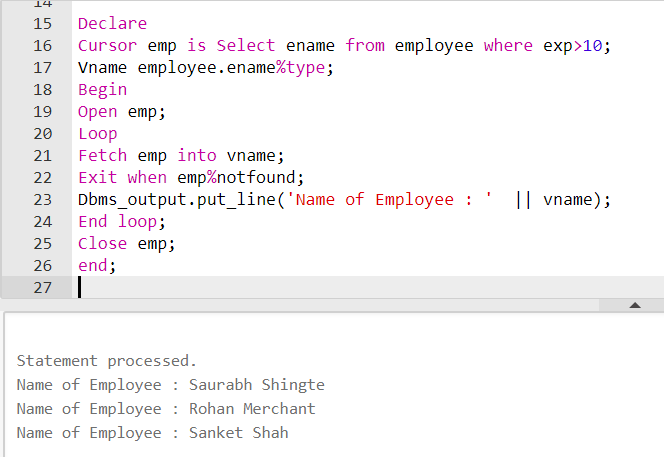 14
15 Declare
16 Cursor emp is Select ename from employee where exp>10;
17 Vname employee.ename%type;
18 Begin
19 Open emp;
20 Loop
21 Fetch emp into vname;
22 Exit when emp%notfound;
23 Dbms_output.put_line('Name of Employee : '  || vname);
24 End loop;
25 Close emp;
26 end;
27
Statement processed.
Name of Employee : Saurabh Shingte
Name of Employee : Rohan Merchant
Name of Employee : Sanket Shah